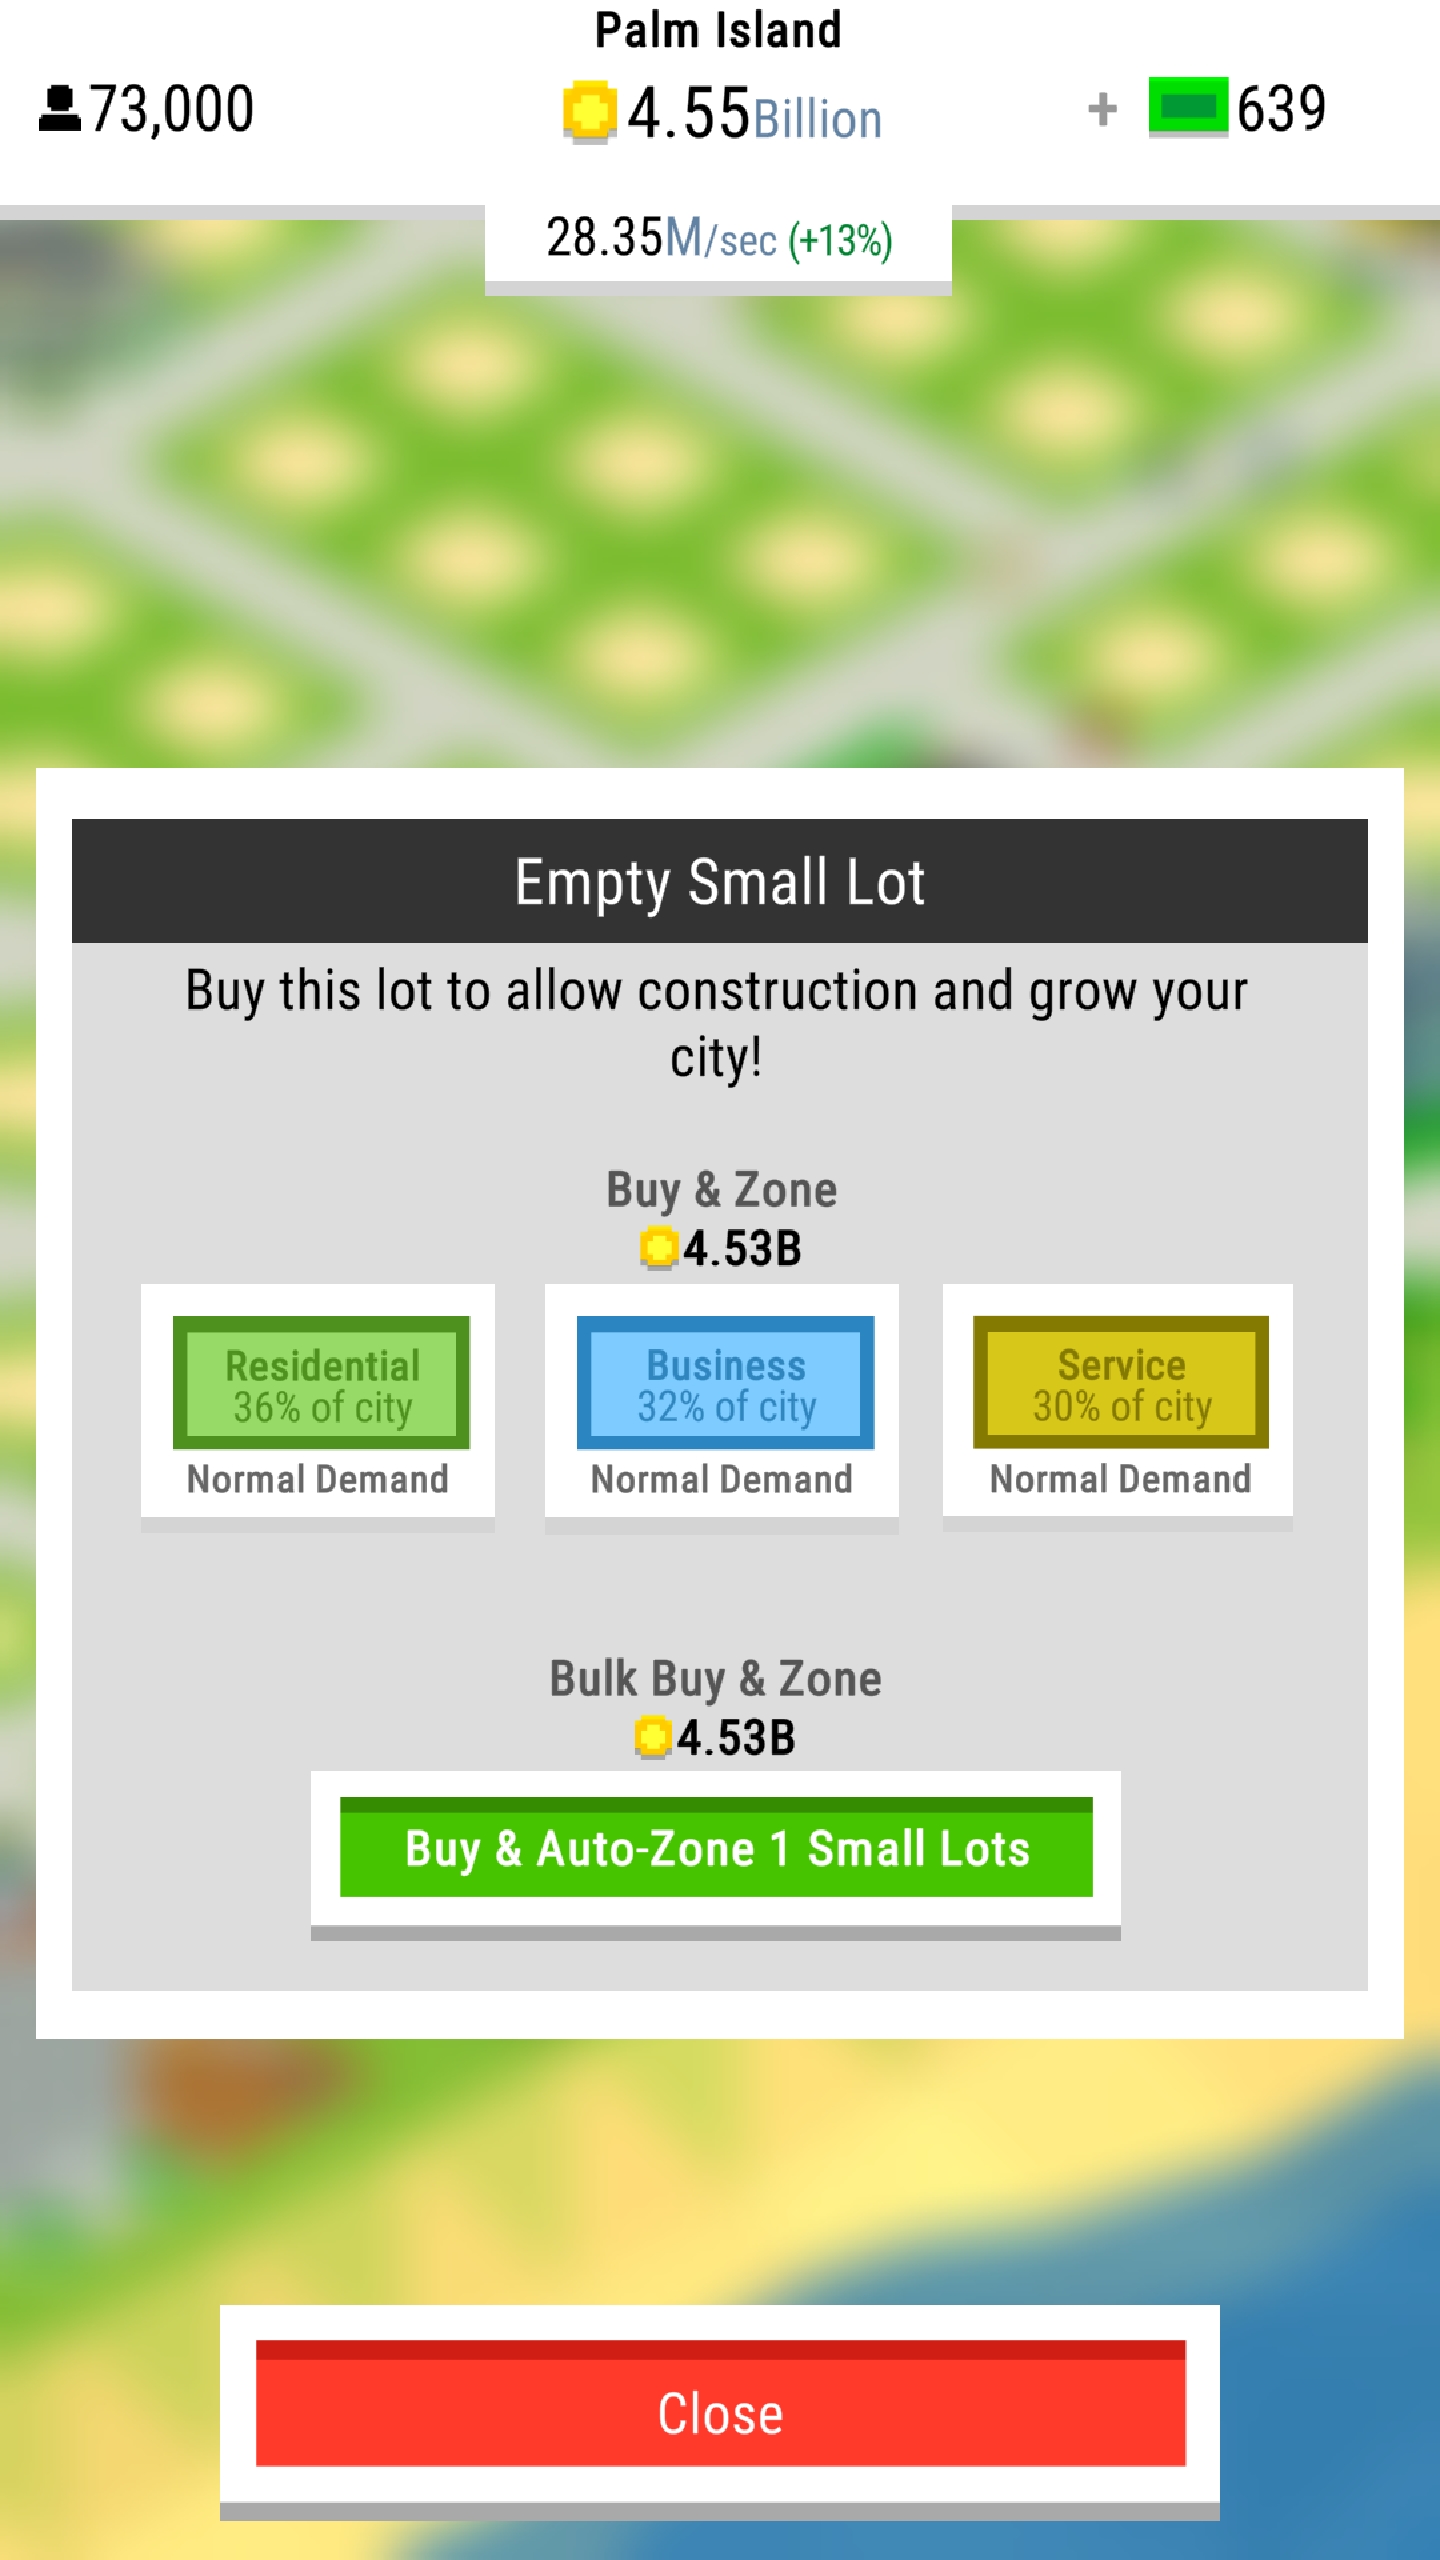 Palm Island
73,000
4.55Billion
+ 639
28.35M/sec (+13%)
Empty Small Lot
Buy this lot to allow construction and grow your
city!
Buy & Zone
4.53B
Residential
36% of city
Normal Demand
Business
32% of city
Normal Demand
Service
30% of city
Normal Demand
Bulk Buy & Zone
4.53B
Buy & Auto-Zone 1 Small Lots
Close